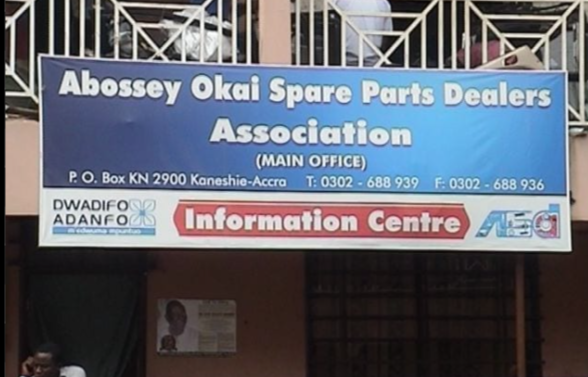 Abossey Okai Spare Parts Dealers
Association
(MAIN OFFICE)
P. O. Box KN 2900 Kaneshie-Accra T: 0302 - 688 939 F: 0302 - 688 936
DWADIFO
ADANFO
Information Centre